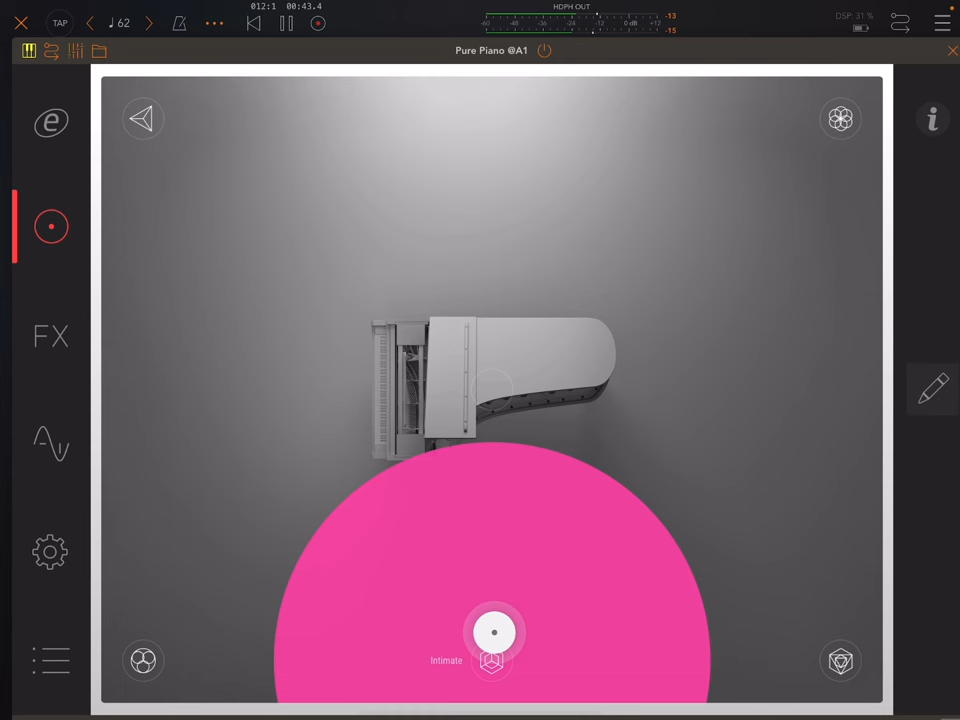 012:1 00:43.4
HDPH OUT
TAP
♩62
-60 -48 -36 -24 -12 0 dB +12
-13
-15
DSP: 31 %
Pure Piano @A1
e
i
FX
Intimate